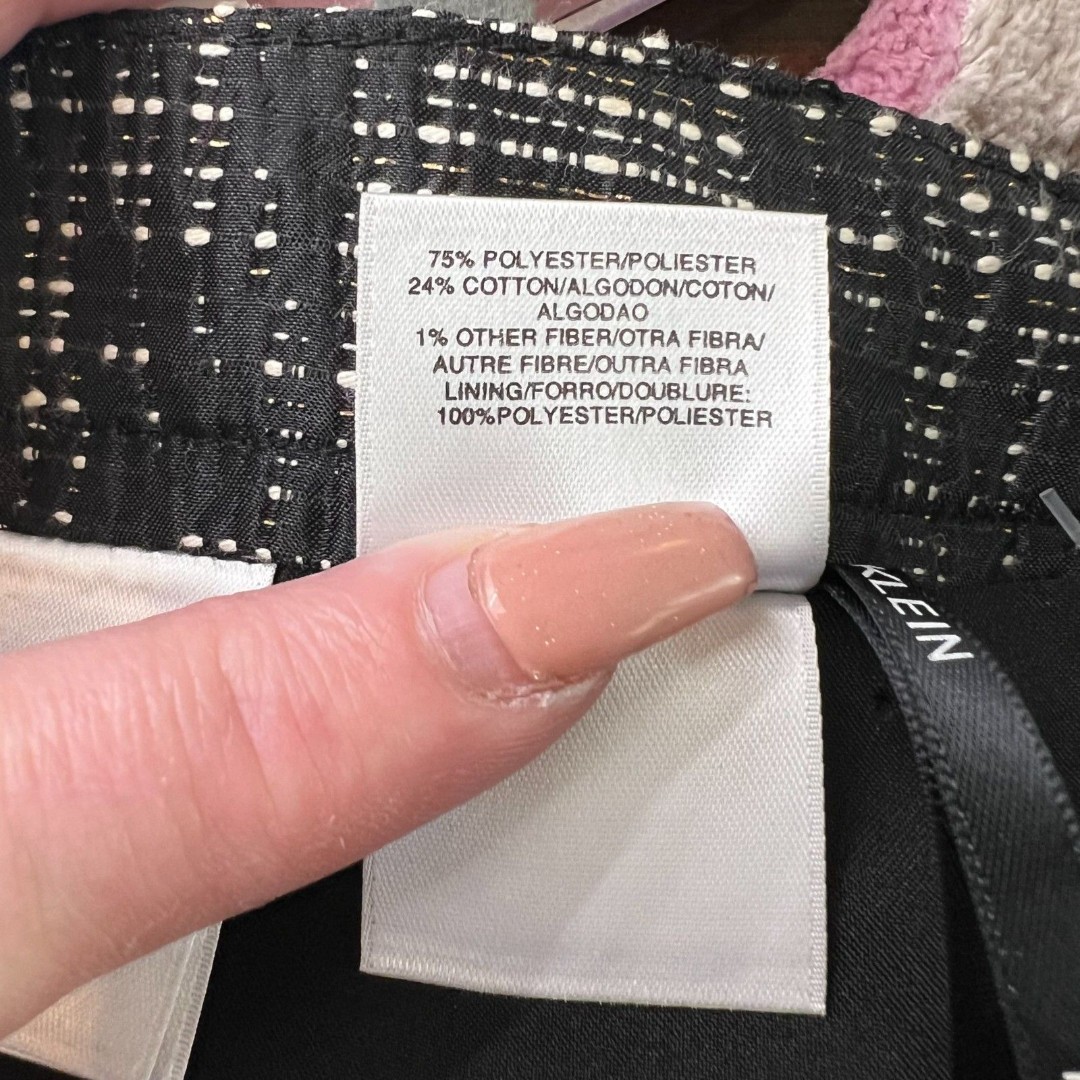 75% POLYESTER/POLIESTER
24% COTTON/ALGODON/COTON/
ALGODAO
1% OTHER FIBER/OTRA FIBRA/
AUTRE FIBRE/OUTRA FIBRA
LINING/FORRO/DOUBLURE:
100%POLYESTER/POLIESTER
KLEIN